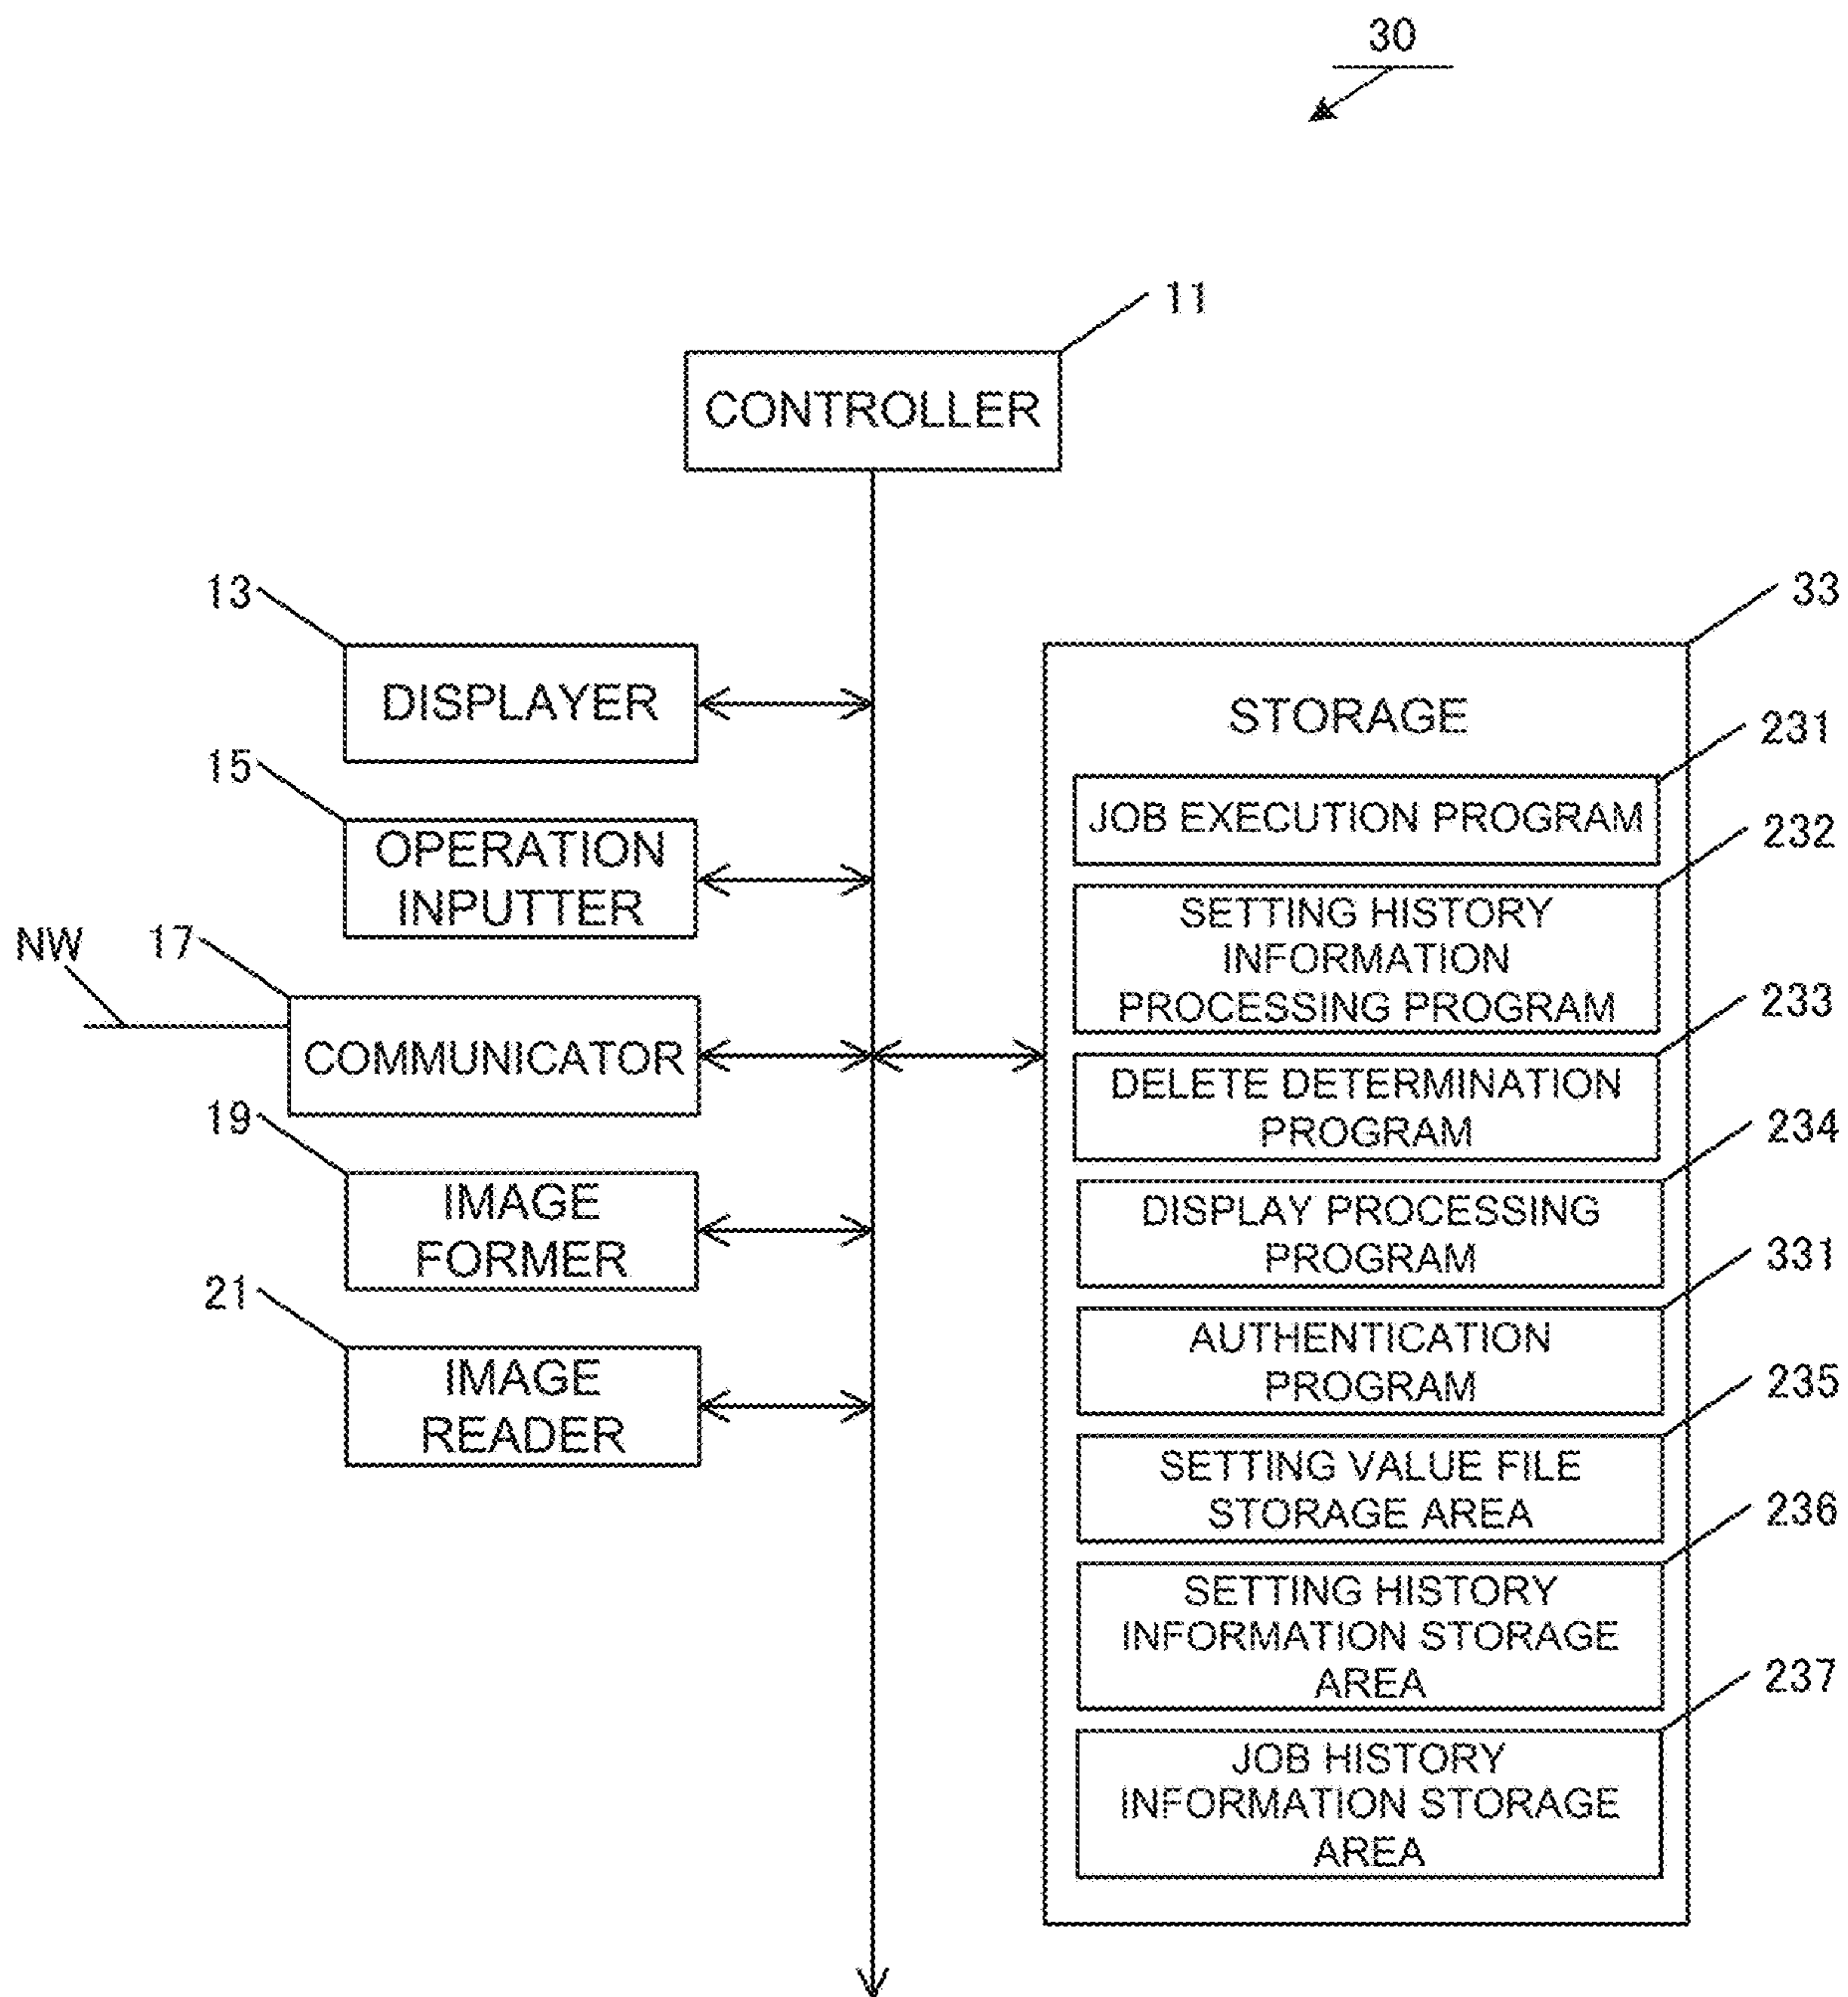 30
11
CONTROLLER
13
DISPLAYER
15
OPERATION
INPUTTER
NW
17
COMMUNICATOR
19
IMAGE
FORMER
21
IMAGE
READER
33
STORAGE
231
JOB EXECUTION PROGRAM
232
SETTING HISTORY
INFORMATION
PROCESSING PROGRAM
233
DELETE DETERMINATION
PROGRAM
234
DISPLAY PROCESSING
PROGRAM
331
AUTHENTICATION
PROGRAM
235
SETTING VALUE FILE
STORAGE AREA
236
SETTING HISTORY
INFORMATION STORAGE
AREA
237
JOB HISTORY
INFORMATION STORAGE
AREA